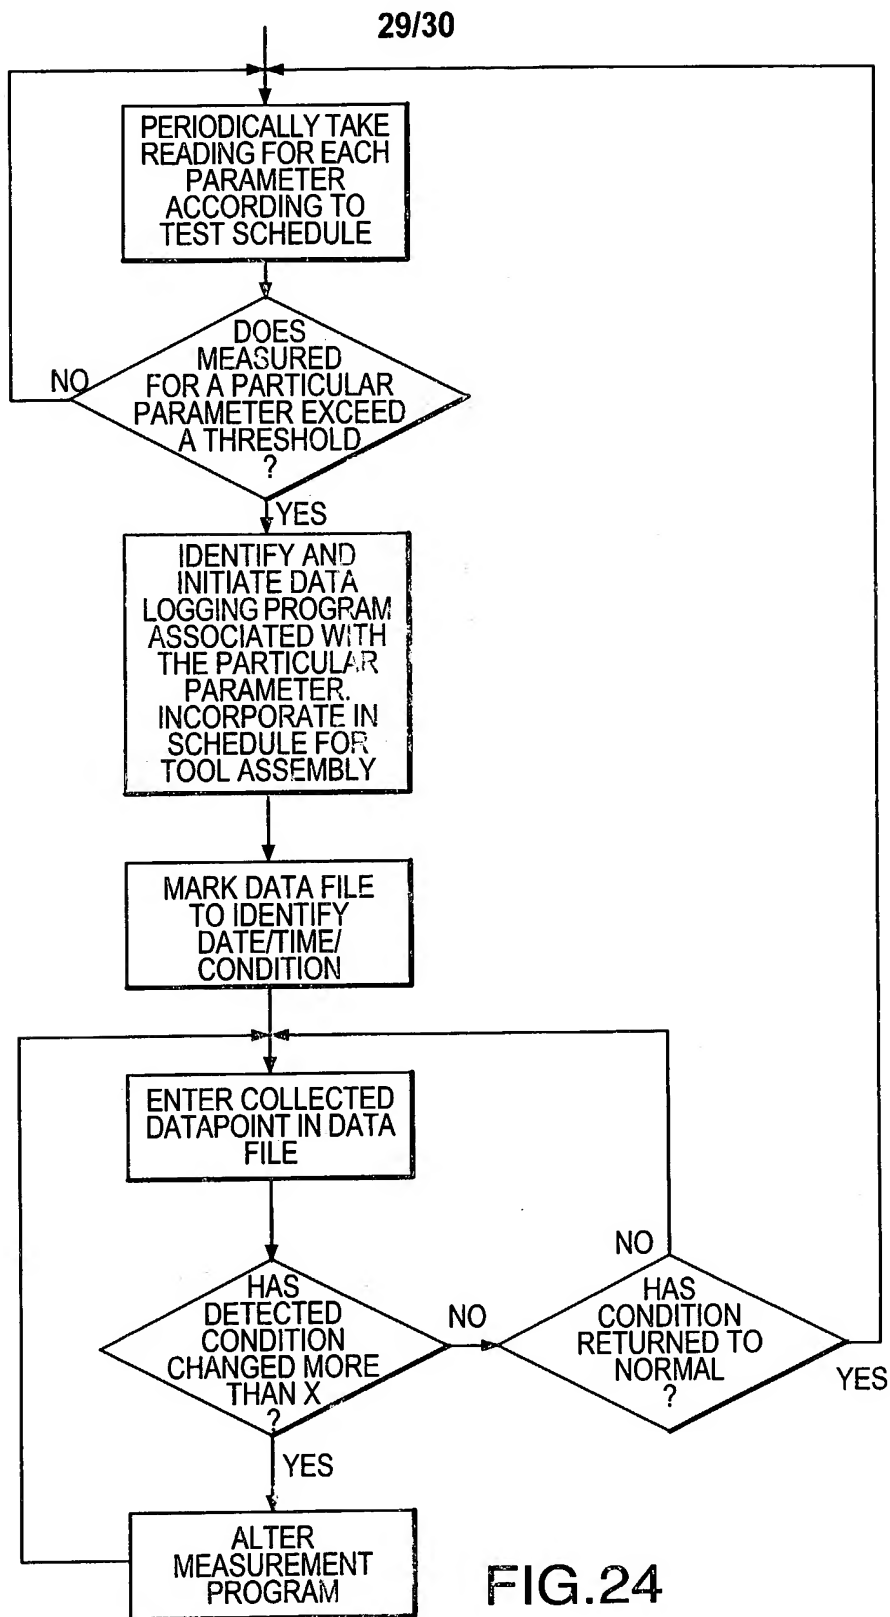 29/30
PERIODICALLY TAKE
READING FOR EACH
PARAMETER
ACCORDING TO
TEST SCHEDULE
DOES
MEASURED
FOR A PARTICULAR
PARAMETER EXCEED
A THRESHOLD
?
NO
YES
IDENTIFY AND
INITIATE DATA
LOGGING PROGRAM
ASSOCIATED WITH
THE PARTICULAR
PARAMETER.
INCORPORATE IN
SCHEDULE FOR
TOOL ASSEMBLY
MARK DATA FILE
TO IDENTIFY
DATE/TIME/
CONDITION
ENTER COLLECTED
DATAPOINT IN DATA
FILE
HAS
DETECTED
CONDITION
CHANGED MORE
THAN X
?
NO
NO
HAS
CONDITION
RETURNED TO
NORMAL
?
YES
YES
ALTER
MEASUREMENT
PROGRAM
FIG.24